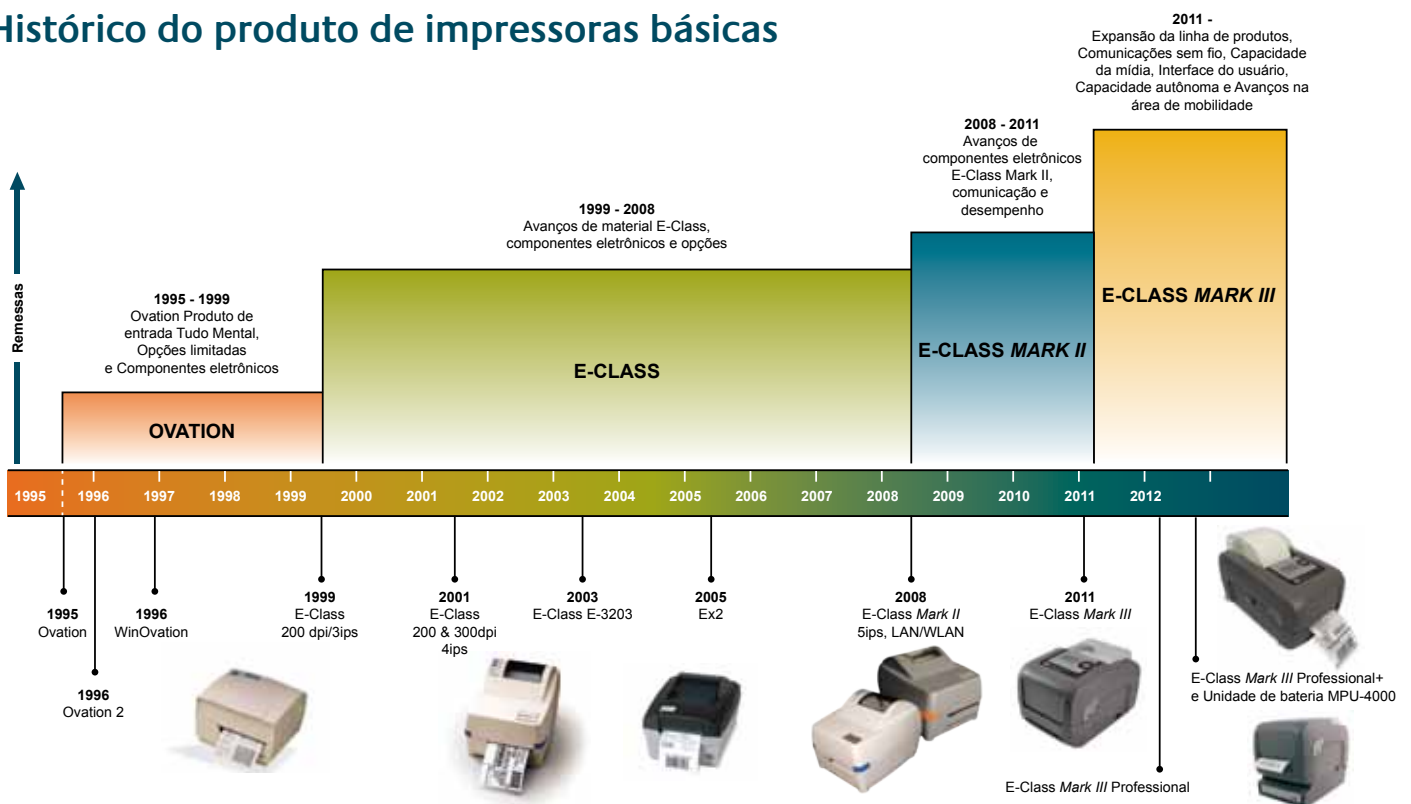 Histórico do produto de impressoras básicas
2011 -
Expansão da linha de produtos,
Comunicações sem fio, Capacidade
da mídia, Interface do usuário,
Capacidade autônoma e Avanços na
área de mobilidade
2008 - 2011
Avanços de
componentes eletrônicos
E-Class Mark II,
comunicação e
desempenho
1999 - 2008
Avanços de material E-Class,
componentes eletrônicos e opções
1995 - 1999
Ovation Produto de
entrada Tudo Mental,
Opções limitadas
e Componentes eletrônicos
Remessas
OVATION
E-CLASS
E-CLASS MARK II
E-CLASS MARK III
1995 1996 1997 1998 1999 2000 2001 2002 2003 2004 2005 2006 2007 2008 2009 2010 2011 2012
1995
Ovation
1996
Ovation 2
1996
WinOvation
1999
E-Class
200 dpi/3ips
2001
E-Class
200 & 300dpi
4ips
2003
E-Class E-3203
2005
Ex2
2008
E-Class Mark II
5ips, LAN/WLAN
2011
E-Class Mark III
E-Class Mark III Professional
E-Class Mark III Professional+
e Unidade de bateria MPU-4000